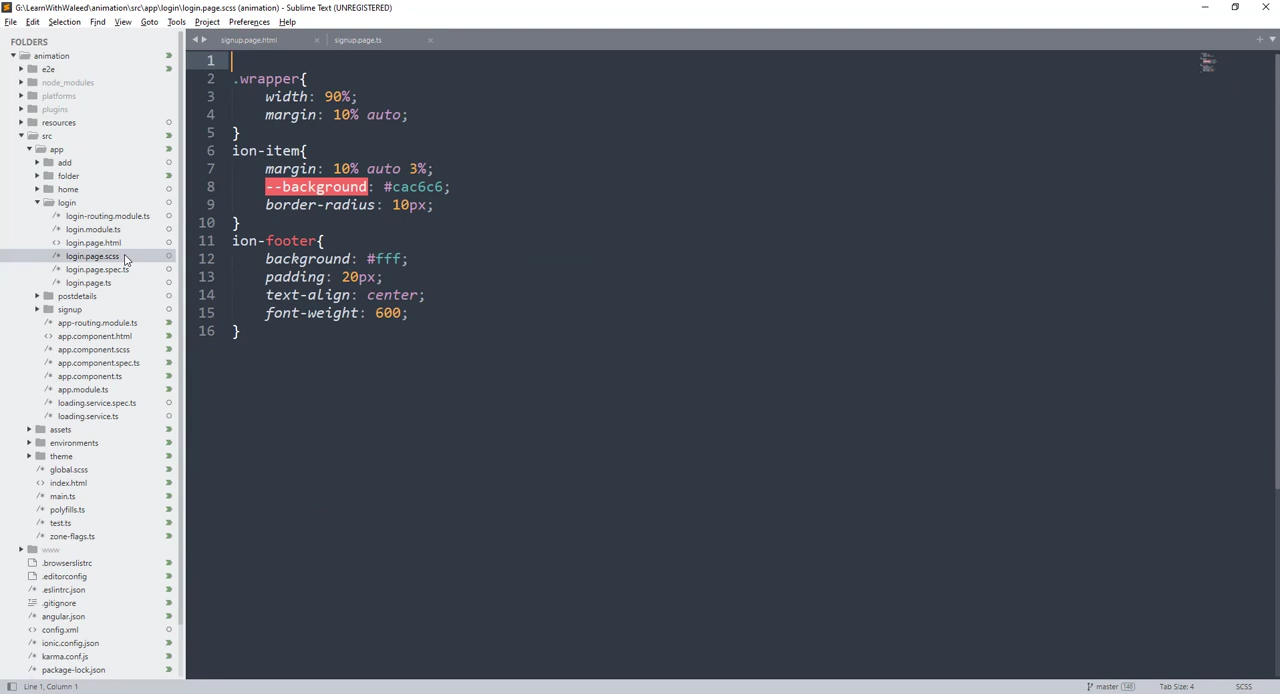 G:\LearnWithWaleed\animation\src\app\login\login.page.scss (animation) - Sublime Text (UNREGISTERED)
File Edit Selection Find View Goto Tools Project Preferences Help
FOLDERS
animation
e2e
node_modules
platforms
plugins
resources
src
app
add
folder
home
login
login-routing.module.ts
login.module.ts
login.page.html
login.page.scss
login.page.spec.ts
login.page.ts
postdetails
signup
app-routing.module.ts
app.component.html
app.component.scss
app.component.spec.ts
app.component.ts
app.module.ts
loading.service.spec.ts
loading.service.ts
assets
environments
theme
global.scss
index.html
main.ts
polyfills.ts
test.ts
zone-flags.ts
www
.browserslistrc
.editorconfig
.eslintrc.json
.gitignore
angular.json
config.xml
ionic.config.json
karma.conf.js
package-lock.json
signup.page.html signup.page.ts
1
2 .wrapper{
3 width: 90%;
4 margin: 10% auto;
5 }
6 ion-item{
7 margin: 10% auto 3%;
8 --background: #cac6c6;
9 border-radius: 10px;
10 }
11 ion-footer{
12 background: #fff;
13 padding: 20px;
14 text-align: center;
15 font-weight: 600;
16 }
Line 1, Column 1 master 148 Tab Size: 4 SCSS